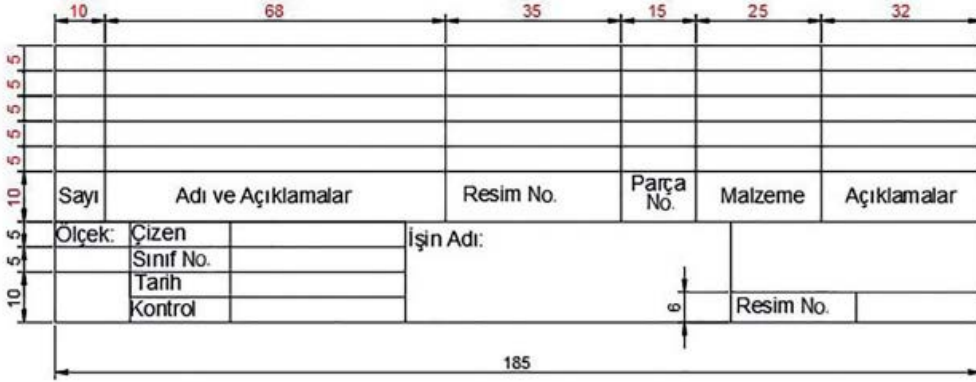 10 68 35 15 25 32
5
5
5
5
5
10 Sayı Adı ve Açıklamalar Resim No. Parça No. Malzeme Açıklamalar
5 Ölçek: Çizen İşin Adı:
5 Sınıf No.
10 Tarih
Kontrol 6 Resim No.
185